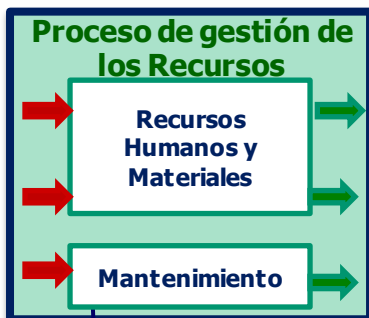 Proceso de gestión de
los Recursos
Recursos
Humanos y
Materiales
Mantenimiento